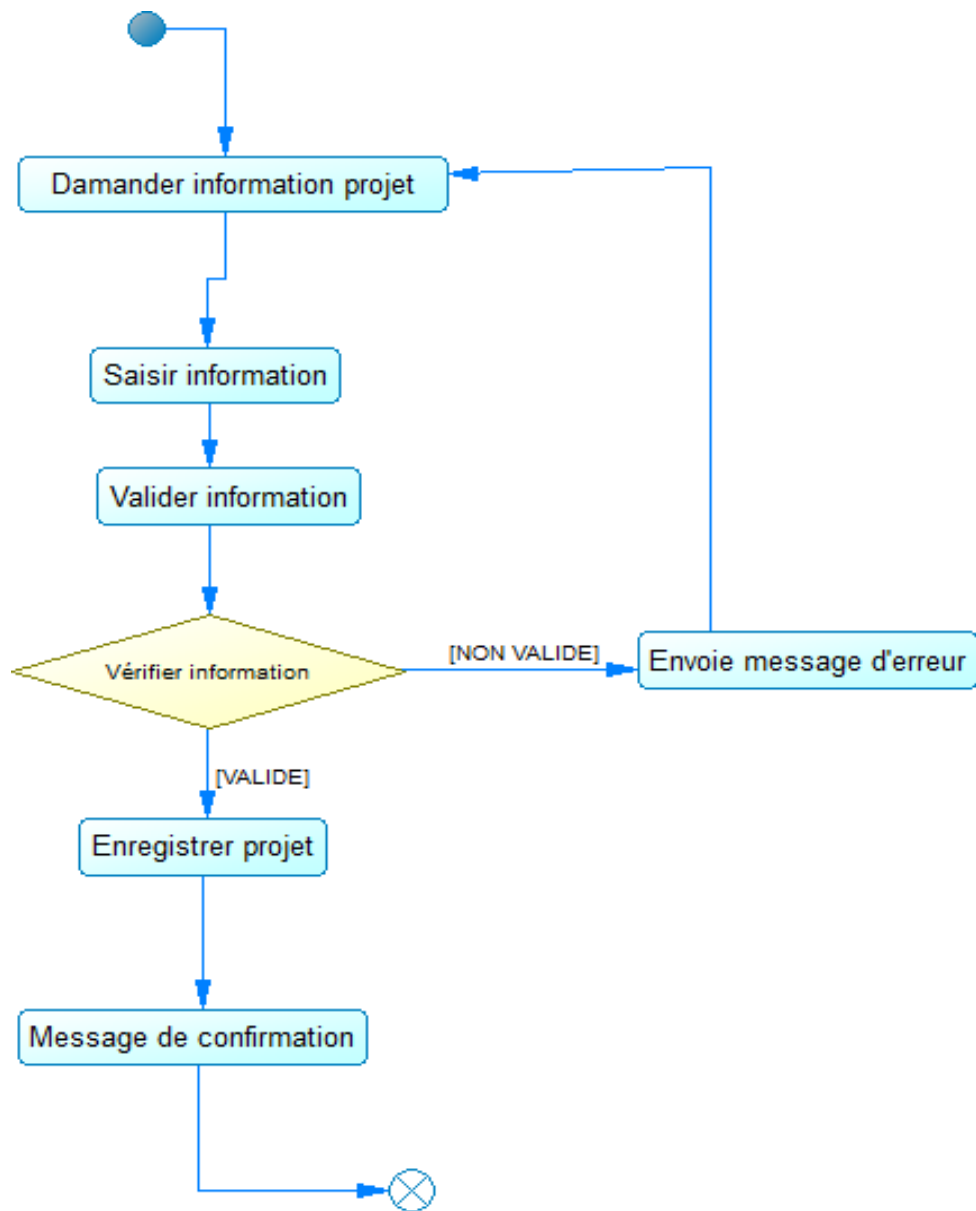 Damander information projet
Saisir information
Valider information
Vérifier information
[NON VALIDE]
Envoie message d'erreur
[VALIDE]
Enregistrer projet
Message de confirmation